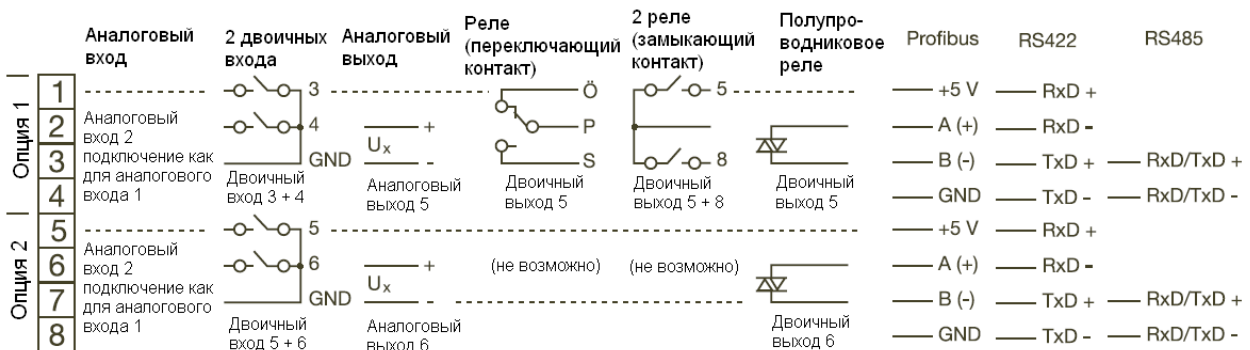 Аналоговый
вход
2 двоичных
входа
Аналоговый
выход
Реле
(переключающий
контакт)
2 реле
(замыкающий
контакт)
Полупро-
водниковое
реле
Profibus
RS422
RS485
Опция 1
1
2
3
4
Аналоговый
вход 2
подключение как
для аналогового
входа 1
3
4
GND
Двоичный
вход 3 + 4
+
Ux
-
Аналоговый
выход 5
Ö
P
S
Двоичный
выход 5
5
8
Двоичный
выход 5 + 8
Двоичный
выход 5
+5 V
A (+)
B (-)
GND
RxD +
RxD -
TxD +
TxD -
RxD/TxD +
RxD/TxD -
Опция 2
5
6
7
8
Аналоговый
вход 2
подключение как
для аналогового
входа 1
5
6
GND
Двоичный
вход 5 + 6
+
Ux
-
Аналоговый
выход 6
(не возможно)
(не возможно)
Двоичный
выход 6
+5 V
A (+)
B (-)
GND
RxD +
RxD -
TxD +
TxD -
RxD/TxD +
RxD/TxD -